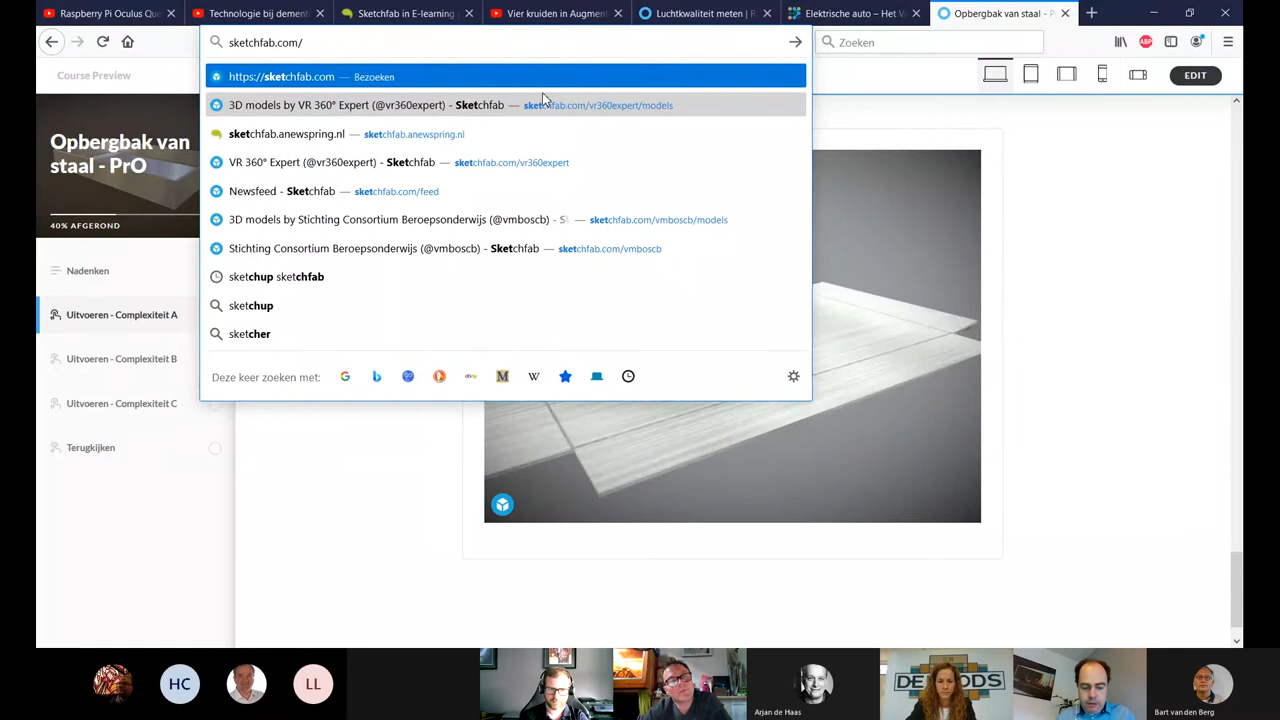 Raspberry Pi Oculus Qu
Technologie bij dement
Sketchfab in E-learning
Vier kruiden in Augment
Luchtkwaliteit meten | R
Elektrische auto – Het Va
Opbergbak van staal - P
sketchfab.com/
Zoeken
ABP
Course Preview
EDIT
https://sketchfab.com — Bezoeken
3D models by VR 360° Expert (@vr360expert) - Sketchfab — sketchfab.com/vr360expert/models
sketchfab.anewspring.nl — sketchfab.anewspring.nl
VR 360° Expert (@vr360expert) - Sketchfab — sketchfab.com/vr360expert
Newsfeed - Sketchfab — sketchfab.com/feed
3D models by Stichting Consortium Beroepsonderwijs (@vmboscb) - S — sketchfab.com/vmboscb/models
Stichting Consortium Beroepsonderwijs (@vmboscb) - Sketchfab — sketchfab.com/vmboscb
sketchup sketchfab
sketchup
sketcher
Deze keer zoeken met:
Opbergbak van
staal - PrO
40% AFGEROND
Nadenken
Uitvoeren - Complexiteit A
Uitvoeren - Complexiteit B
Uitvoeren - Complexiteit C
Terugkijken
HC
LL
Arjan de Haas
Bart van den Berg